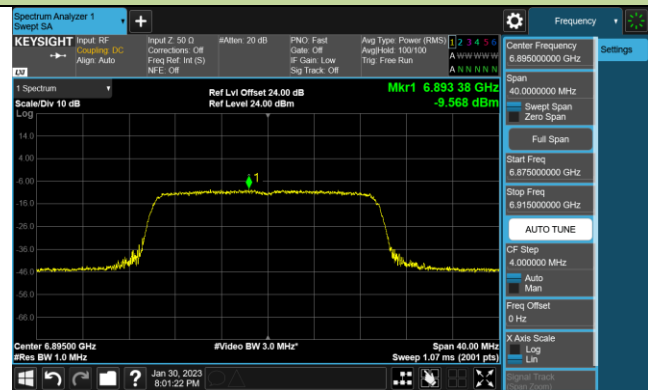 Spectrum Analyzer 1
Swept SA
+
Frequency
KEYSIGHT
Input: RF
Coupling: DC
Align: Auto
Input Z: 50 Ω
Corrections: Off
Freq Ref: Int (S)
NFE: Off
#Atten: 20 dB
PNO: Fast
Gate: Off
IF Gain: Low
Sig Track: Off
Avg Type: Power (RMS)
Avg|Hold: 100/100
Trig: Free Run
1 2 3 4 5 6
A W W W W W
A N N N N N
LXI
1 Spectrum
Scale/Div 10 dB
Log
Ref Lvl Offset 24.00 dB
Ref Level 24.00 dBm
Mkr1 6.893 38 GHz
-9.568 dBm
1
14.0
4.00
-6.00
-16.0
-26.0
-36.0
-46.0
-56.0
-66.0
Center 6.89500 GHz
#Res BW 1.0 MHz
#Video BW 3.0 MHz*
Span 40.00 MHz
Sweep 1.07 ms (2001 pts)
Center Frequency
6.895000000 GHz
Settings
Span
40.0000000 MHz
Swept Span
Zero Span
Full Span
Start Freq
6.875000000 GHz
Stop Freq
6.915000000 GHz
AUTO TUNE
CF Step
4.000000 MHz
Auto
Man
Freq Offset
0 Hz
X Axis Scale
Log
Lin
Signal Track
(Span Zoom)
?
Jan 30, 2023
8:01:22 PM